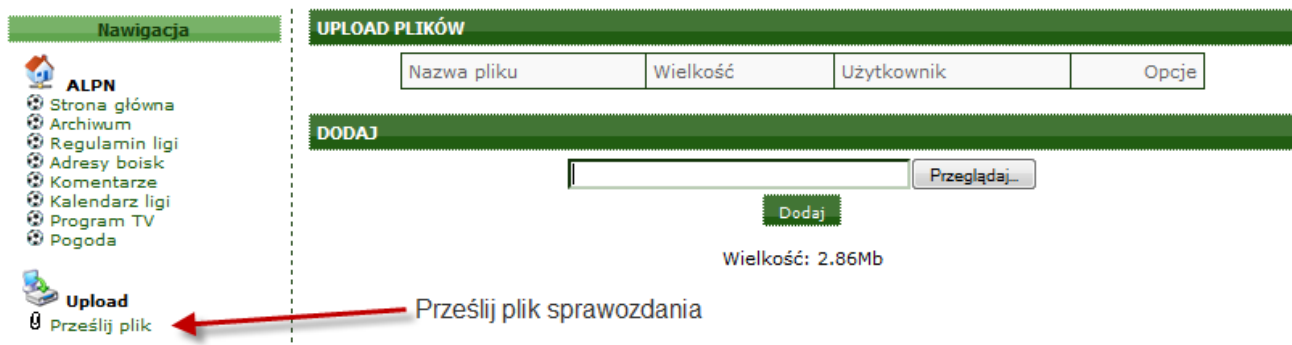 Nawigacja
ALPN
Strona główna
Archiwum
Regulamin ligi
Adresy boisk
Komentarze
Kalendarz ligi
Program TV
Pogoda
Upload
Prześlij plik
UPLOAD PLIKÓW
Nazwa pliku Wielkość Użytkownik Opcje
DODAJ
Przeglądaj...
Dodaj
Wielkość: 2.86Mb
Prześlij plik sprawozdania